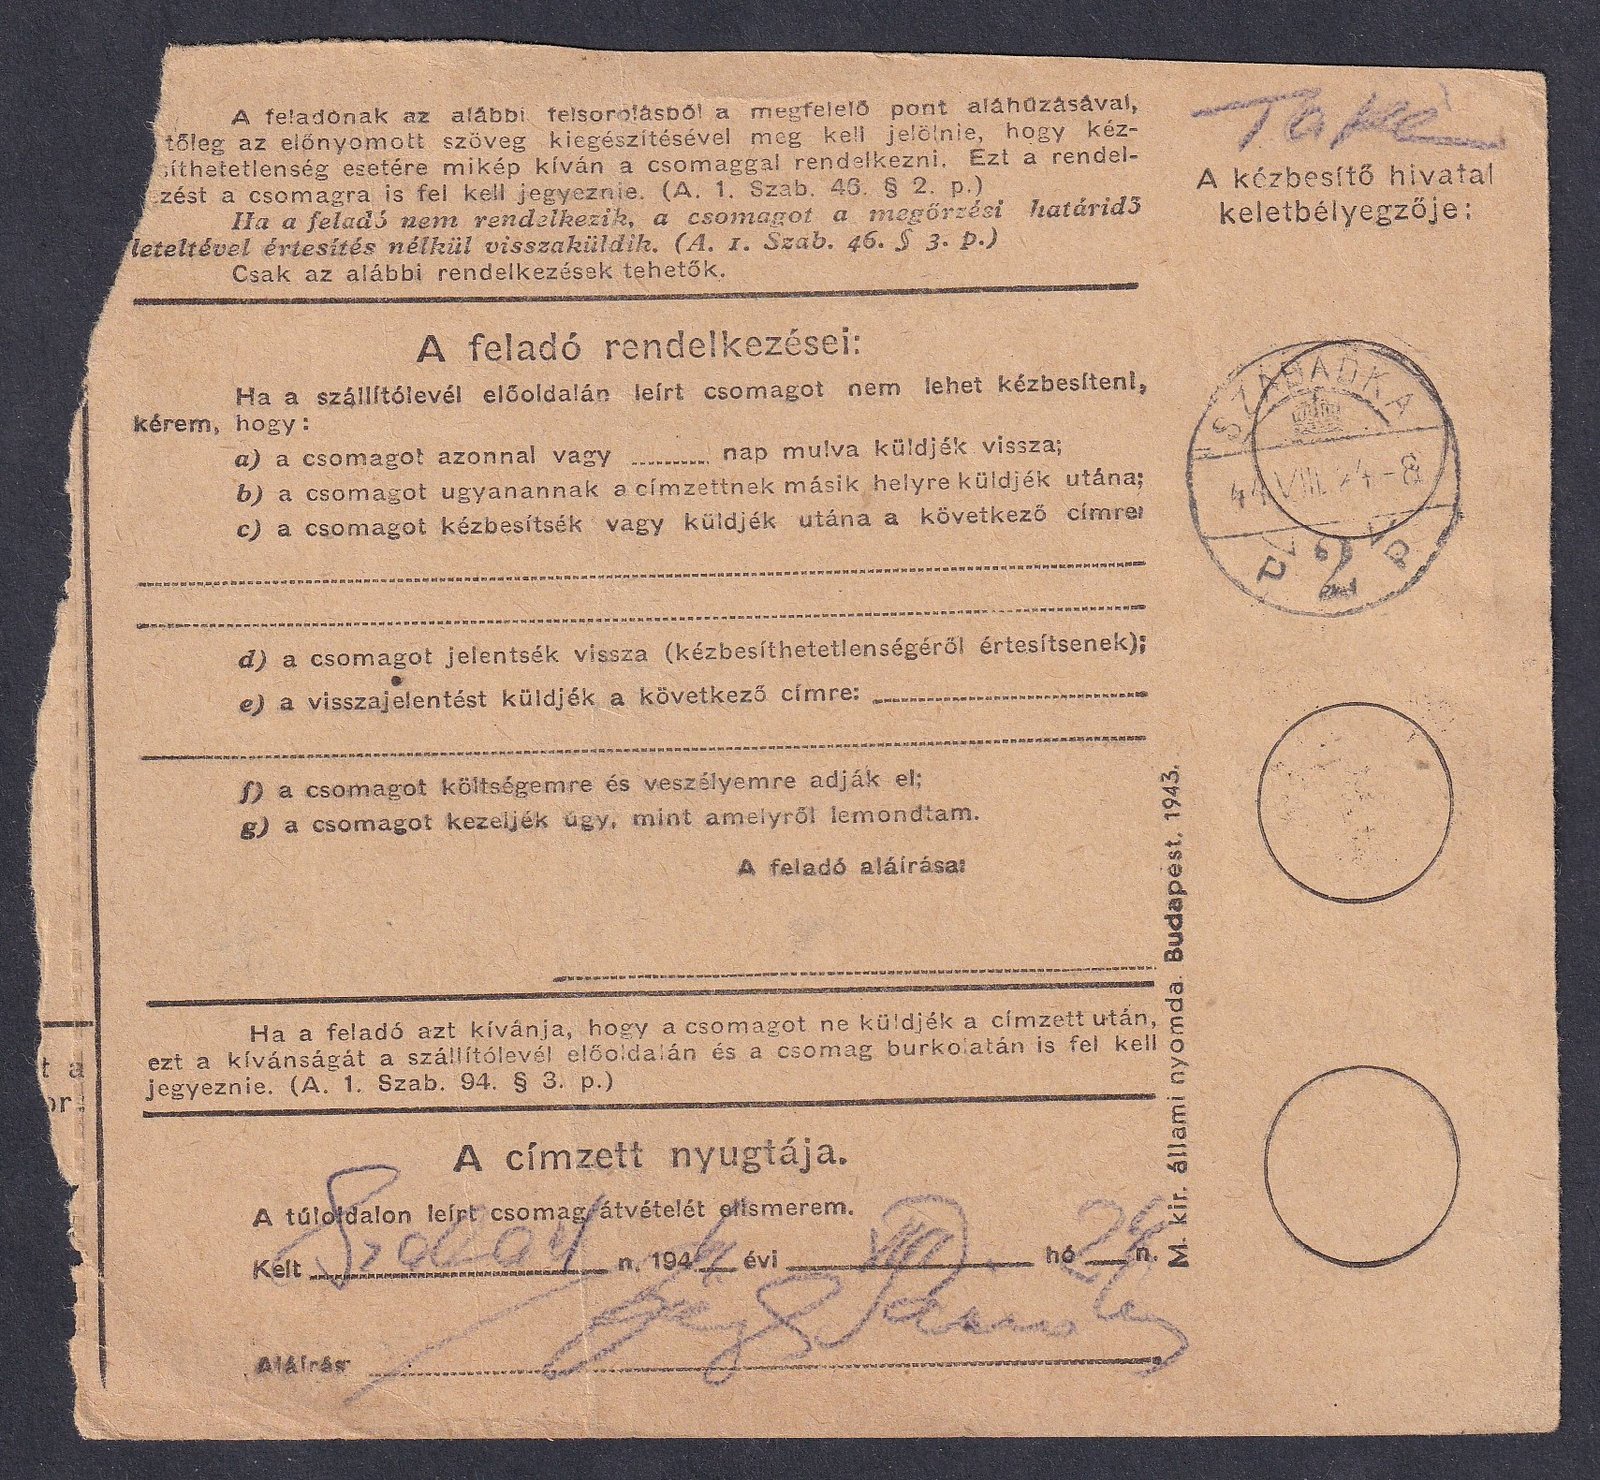 A feladónak az alábbi felsorolásból a megfelelő pont aláhúzásával,
tőleg az előnyomott szöveg kiegészítésével meg kell jelölnie, hogy kéz-
síthetetlenség esetére mikép kíván a csomaggal rendelkezni. Ezt a rendel-
zést a csomagra is fel kell jegyeznie. (A. 1. Szab. 46. § 2. p.)
Ha a feladó nem rendelkezik, a csomagot a megőrzési határidő
leteltével értesítés nélkül visszaküldik. (A. 1. Szab. 46. § 3. p.)
Csak az alábbi rendelkezések tehetők.
A feladó rendelkezései:
Ha a szállítólevél előoldalán leírt csomagot nem lehet kézbesíteni,
kérem, hogy:
a) a csomagot azonnal vagy ........ nap mulva küldjék vissza;
b) a csomagot ugyanannak a címzettnek másik helyre küldjék utána;
c) a csomagot kézbesítsék vagy küldjék utána a következő címre:
d) a csomagot jelentsék vissza (kézbesíthetetlenségéről értesítsenek);
e) a visszajelentést küldjék a következő címre:
f) a csomagot költségemre és veszélyemre adják el;
g) a csomagot kezeljék úgy, mint amelyről lemondtam.
A feladó aláírása:
Ha a feladó azt kívánja, hogy a csomagot ne küldjék a címzett után,
ezt a kívánságát a szállítólevél előoldalán és a csomag burkolatán is fel kell
jegyeznie. (A. 1. Szab. 94. § 3. p.)
A címzett nyugtája.
A túloldalon leírt csomag átvételét elismerem.
Kelt n. 1944 évi VIII hó 24 n.
Aláírás
t a
or
M. kir. állami nyomda. Budapest. 1943.
A kézbesítő hivatal
keletbélyegzője:
SZABADKA
44 VIII. 24 - 8
2